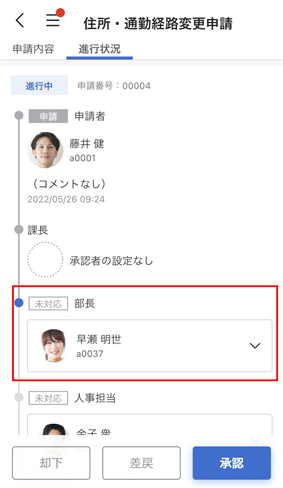 住所・通勤経路変更申請
申請内容 進行状況
進行中 申請番号：00004
申請 申請者
藤井 健
a0001
（コメントなし）
2022/05/26 09:24
課長
承認者の設定なし
未対応 部長
早瀬 明世
a0037
未対応 人事担当
金子 衆
却下 差戻 承認